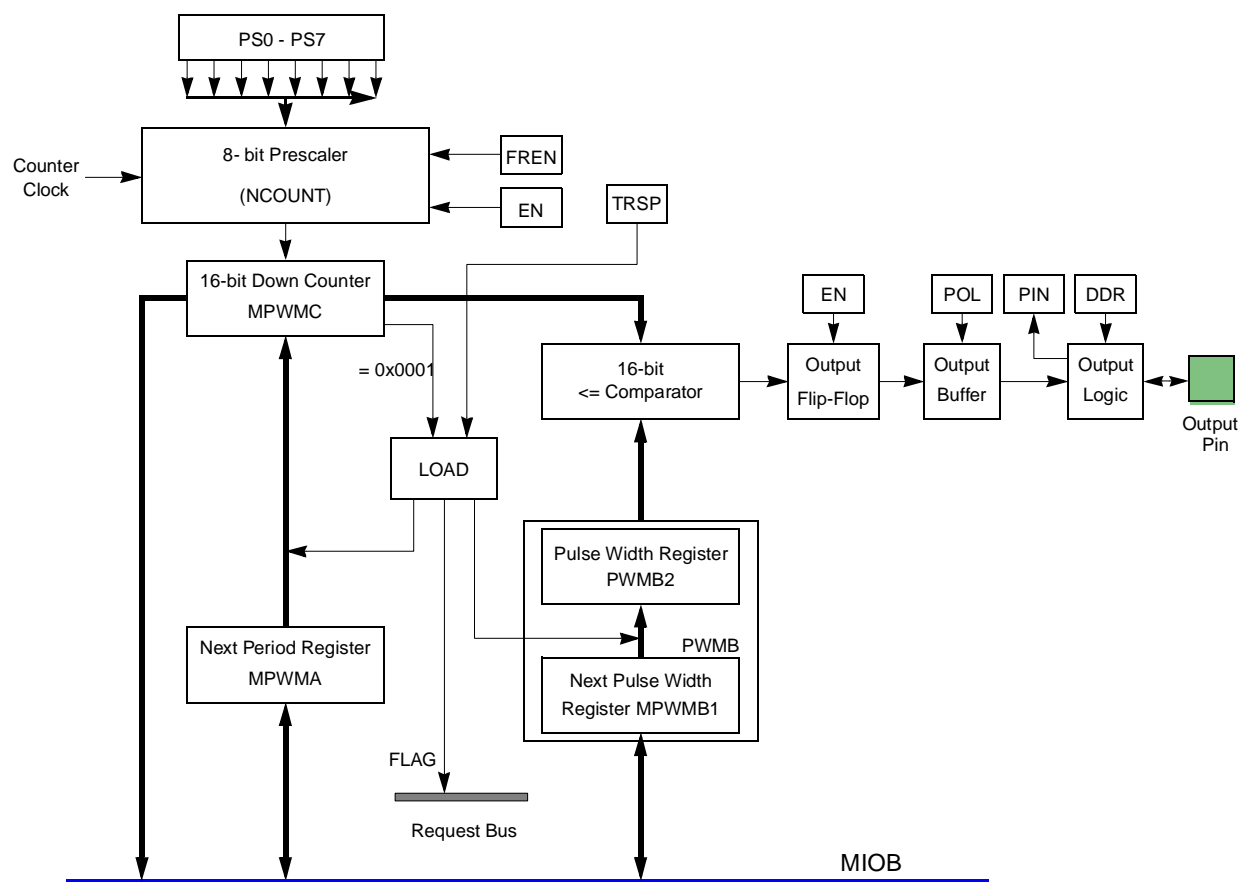 PS0 - PS7
8- bit Prescaler
(NCOUNT)
Counter
Clock
FREN
EN
TRSP
16-bit Down Counter
MPWMC
= 0x0001
EN
POL
PIN
DDR
16-bit
<= Comparator
Output
Flip-Flop
Output
Buffer
Output
Logic
Output
Pin
LOAD
Pulse Width Register
PWMB2
PWMB
Next Period Register
MPWMA
Next Pulse Width
Register MPWMB1
FLAG
Request Bus
MIOB